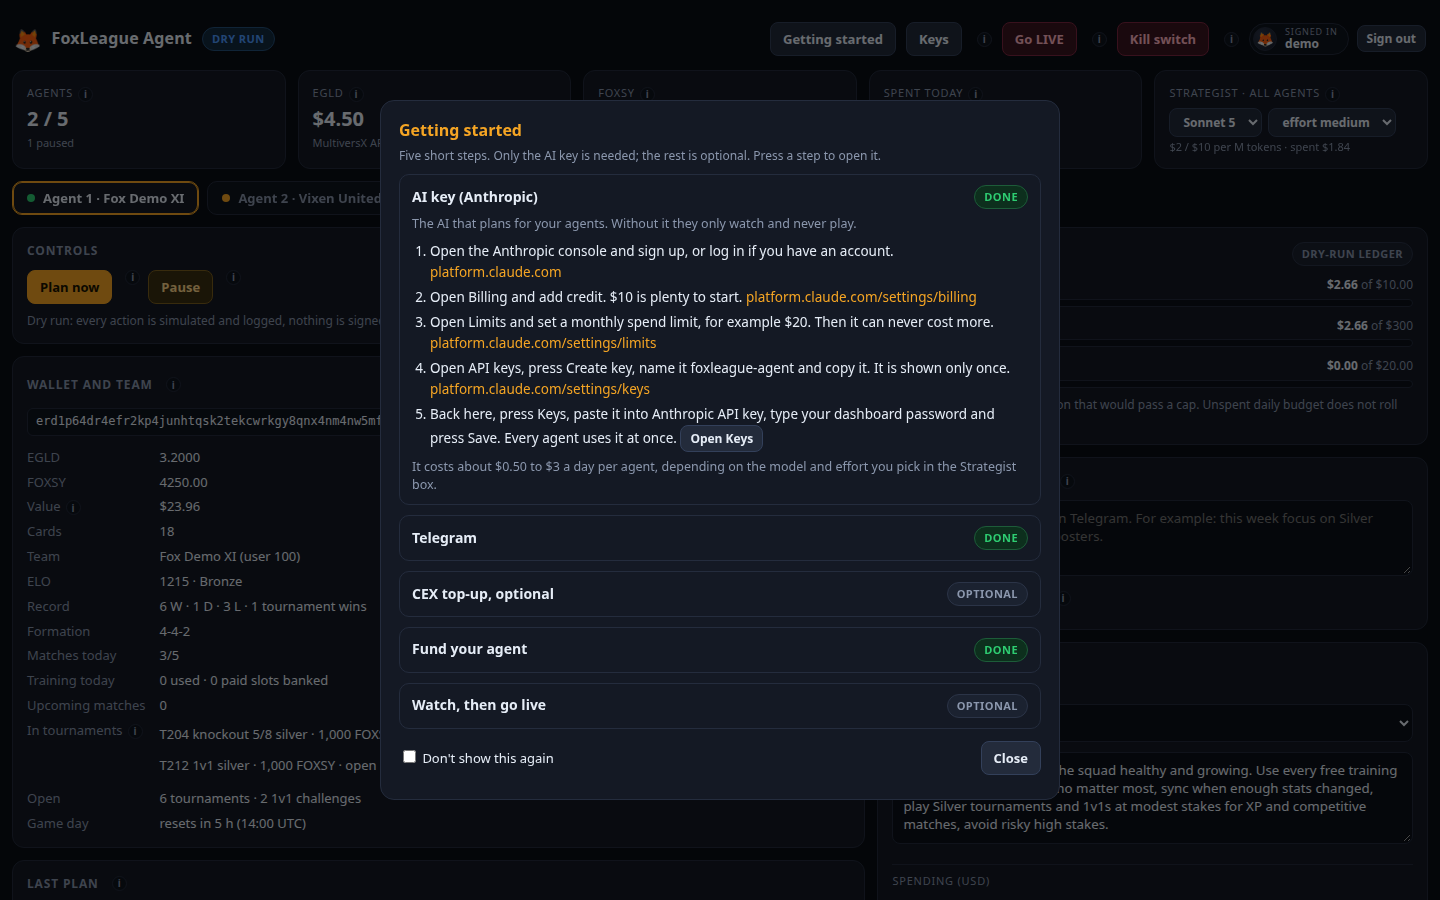 FoxLeague Agent
DRY RUN
Getting started
Keys
Go LIVE
Kill switch
SIGNED IN
demo
Sign out
AGENTS
2 / 5
1 paused
EGLD
$4.50
FOXSY
SPENT TODAY
STRATEGIST · ALL AGENTS
Sonnet 5
effort medium
$2 / $10 per M tokens · spent $1.84
Agent 1 · Fox Demo XI
Agent 2 · Vixen United
Getting started
Five short steps. Only the AI key is needed; the rest is optional. Press a step to open it.
AI key (Anthropic)
DONE
The AI that plans for your agents. Without it they only watch and never play.
1. Open the Anthropic console and sign up, or log in if you have an account.
platform.claude.com
2. Open Billing and add credit. $10 is plenty to start. platform.claude.com/settings/billing
3. Open Limits and set a monthly spend limit, for example $20. Then it can never cost more.
platform.claude.com/settings/limits
4. Open API keys, press Create key, name it foxleague-agent and copy it. It is shown only once.
platform.claude.com/settings/keys
5. Back here, press Keys, paste it into Anthropic API key, type your dashboard password and
press Save. Every agent uses it at once. Open Keys
It costs about $0.50 to $3 a day per agent, depending on the model and effort you pick in the Strategist
box.
Telegram
DONE
CEX top-up, optional
OPTIONAL
Fund your agent
DONE
Watch, then go live
OPTIONAL
Don't show this again
Close
CONTROLS
Plan now
Pause
Dry run: every action is simulated and logged, nothing is signe
WALLET AND TEAM
EGLD 3.2000
FOXSY 4250.00
Value $23.96
Cards 18
Team Fox Demo XI (user 100)
ELO 1215 · Bronze
Record 6 W · 1 D · 3 L · 1 tournament wins
Formation 4-4-2
Matches today 3/5
Training today 0 used · 0 paid slots banked
Upcoming matches 0
In tournaments T204 knockout 5/8 silver · 1,000 FOX
T212 1v1 silver · 1,000 FOXSY · open
Open 6 tournaments · 2 1v1 challenges
Game day resets in 5 h (14:00 UTC)
LAST PLAN
DRY-RUN LEDGER
$2.66 of $10.00
$2.66 of $300
$0.00 of $20.00
on that would pass a cap. Unspent daily budget does not roll
n Telegram. For example: this week focus on Silver
osters.
he squad healthy and growing. Use every free training
no matter most, sync when enough stats changed,
play Silver tournaments and 1v1s at modest stakes for XP and competitive
matches, avoid risky high stakes.
SPENDING (USD)